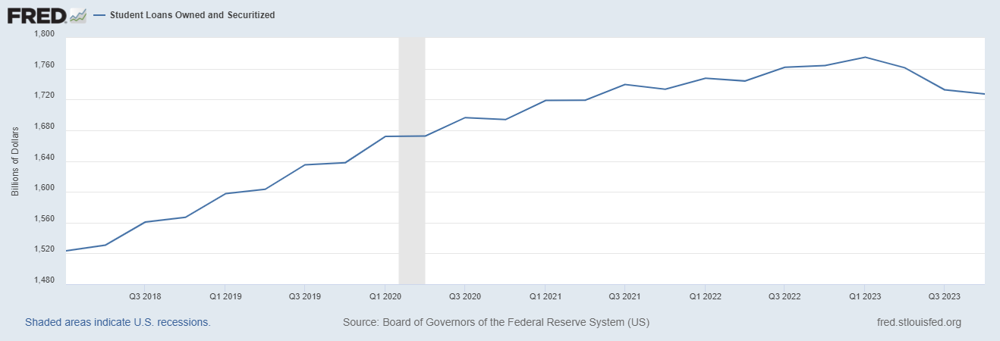 FRED
Student Loans Owned and Securitized
1,800
1,760
1,720
1,680
1,640
1,600
1,560
1,520
1,480
Billions of Dollars
Q3 2018 Q1 2019 Q3 2019 Q1 2020 Q3 2020 Q1 2021 Q3 2021 Q1 2022 Q3 2022 Q1 2023 Q3 2023
Shaded areas indicate U.S. recessions.
Source: Board of Governors of the Federal Reserve System (US)
fred.stlouisfed.org